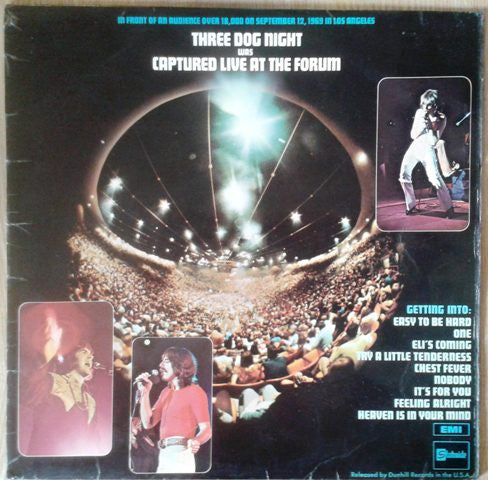 IN FRONT OF AN AUDIENCE OVER 18,000 ON SEPTEMBER 12, 1969 IN LOS ANGELES
THREE DOG NIGHT
WAS
CAPTURED LIVE AT THE FORUM
GETTING INTO:
EASY TO BE HARD
ONE
ELI'S COMING
TRY A LITTLE TENDERNESS
CHEST FEVER
NOBODY
IT'S FOR YOU
FEELING ALRIGHT
HEAVEN IS IN YOUR MIND
EMI
Stateside
Released by Dunhill Records in the U.S.A.